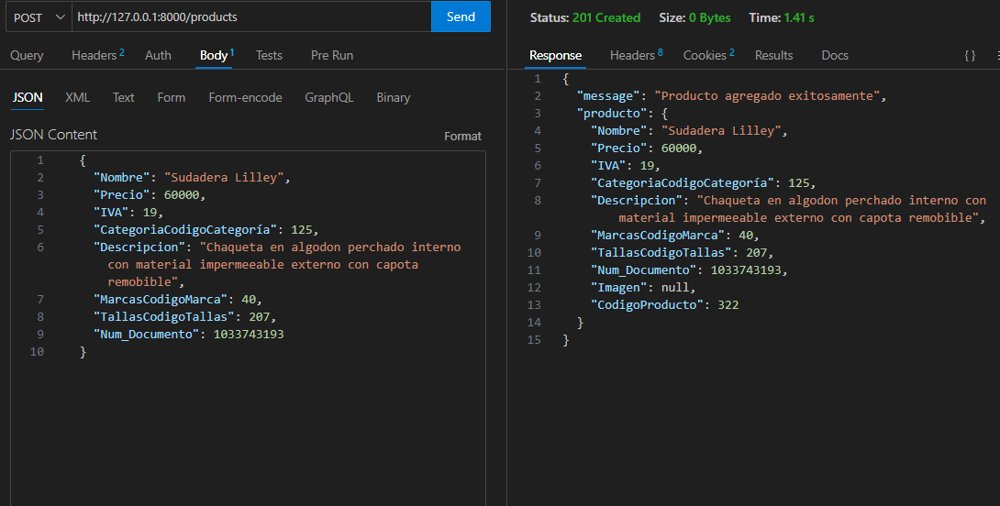 POST http://127.0.0.1:8000/products Send
Query Headers 2 Auth Body 1 Tests Pre Run
JSON XML Text Form Form-encode GraphQL Binary
JSON Content Format
1 {
2 "Nombre": "Sudadera Lilley",
3 "Precio": 60000,
4 "IVA": 19,
5 "CategoriaCodigoCategoría": 125,
6 "Descripcion": "Chaqueta en algodon perchado interno
con material impermeeable externo con capota
remobible",
7 "MarcasCodigoMarca": 40,
8 "TallasCodigoTallas": 207,
9 "Num_Documento": 1033743193
10 }
Status: 201 Created Size: 0 Bytes Time: 1.41 s
Response Headers 8 Cookies 2 Results Docs {}
1 {
2 "message": "Producto agregado exitosamente",
3 "producto": {
4 "Nombre": "Sudadera Lilley",
5 "Precio": 60000,
6 "IVA": 19,
7 "CategoriaCodigoCategoría": 125,
8 "Descripcion": "Chaqueta en algodon perchado interno con
material impermeeable externo con capota remobible",
9 "MarcasCodigoMarca": 40,
10 "TallasCodigoTallas": 207,
11 "Num_Documento": 1033743193,
12 "Imagen": null,
13 "CodigoProducto": 322
14 }
15 }